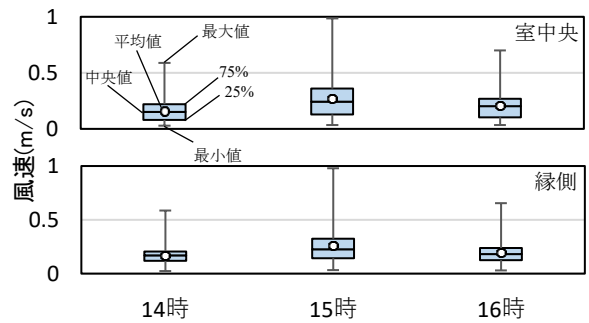 1
最大値
室中央
平均値
中央値
75%
0.5
25%
0
最小値
風速(m/s)
1
縁側
0.5
0
14時
15時
16時